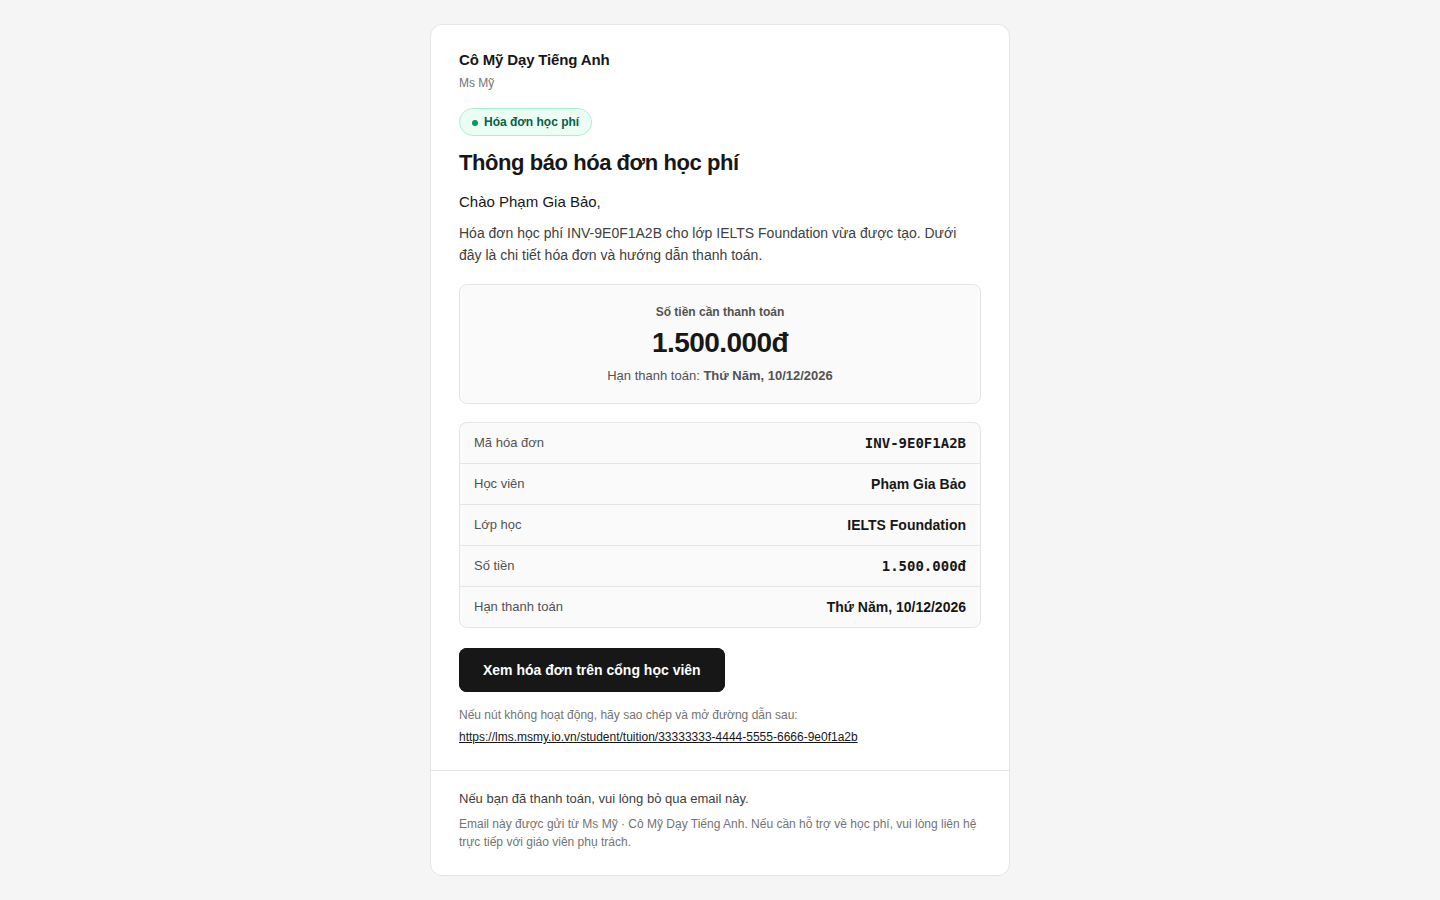 Cô Mỹ Dạy Tiếng Anh
Ms Mỹ
Hóa đơn học phí
Thông báo hóa đơn học phí
Chào Phạm Gia Bảo,
Hóa đơn học phí INV-9E0F1A2B cho lớp IELTS Foundation vừa được tạo. Dưới
đây là chi tiết hóa đơn và hướng dẫn thanh toán.
Số tiền cần thanh toán
1.500.000đ
Hạn thanh toán: Thứ Năm, 10/12/2026
Mã hóa đơn INV-9E0F1A2B
Học viên Phạm Gia Bảo
Lớp học IELTS Foundation
Số tiền 1.500.000đ
Hạn thanh toán Thứ Năm, 10/12/2026
Xem hóa đơn trên cổng học viên
Nếu nút không hoạt động, hãy sao chép và mở đường dẫn sau:
https://lms.msmy.io.vn/student/tuition/33333333-4444-5555-6666-9e0f1a2b
Nếu bạn đã thanh toán, vui lòng bỏ qua email này.
Email này được gửi từ Ms Mỹ · Cô Mỹ Dạy Tiếng Anh. Nếu cần hỗ trợ về học phí, vui lòng liên hệ
trực tiếp với giáo viên phụ trách.